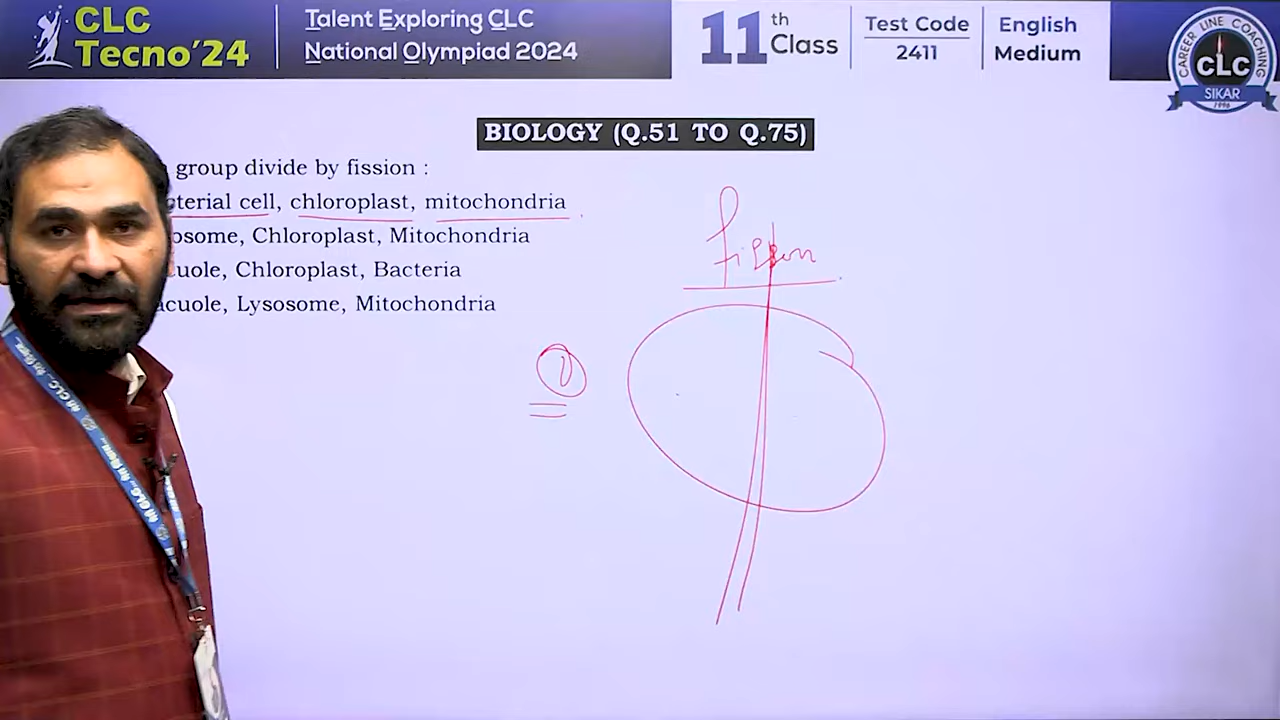 CLC
Tecno'24
Talent Exploring CLC
National Olympiad 2024
11th
Class
Test Code
2411
English
Medium
CAREER LINE COACHING
CLC
SIKAR
1996
BIOLOGY (Q.51 TO Q.75)
group divide by fission :
cterial cell, chloroplast, mitochondria
osome, Chloroplast, Mitochondria
cuole, Chloroplast, Bacteria
acuole, Lysosome, Mitochondria
fission
1